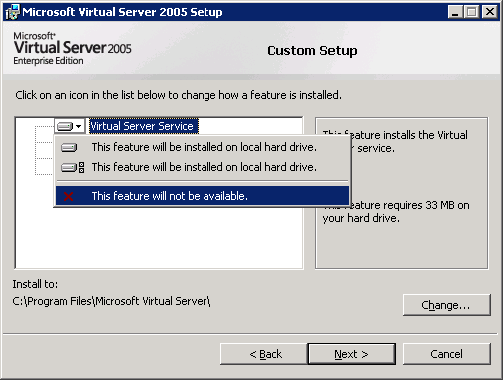 Microsoft Virtual Server 2005 Setup
Microsoft®
Virtual Server 2005
Enterprise Edition
Custom Setup
Click on an icon in the list below to change how a feature is installed.
Virtual Server Service
This feature will be installed on local hard drive.
This feature will be installed on local hard drive.
This feature will not be available.
feature installs the Virtual
service.
feature requires 33 MB on
your hard drive.
Install to:
C:\Program Files\Microsoft Virtual Server\
Change...
< Back
Next >
Cancel